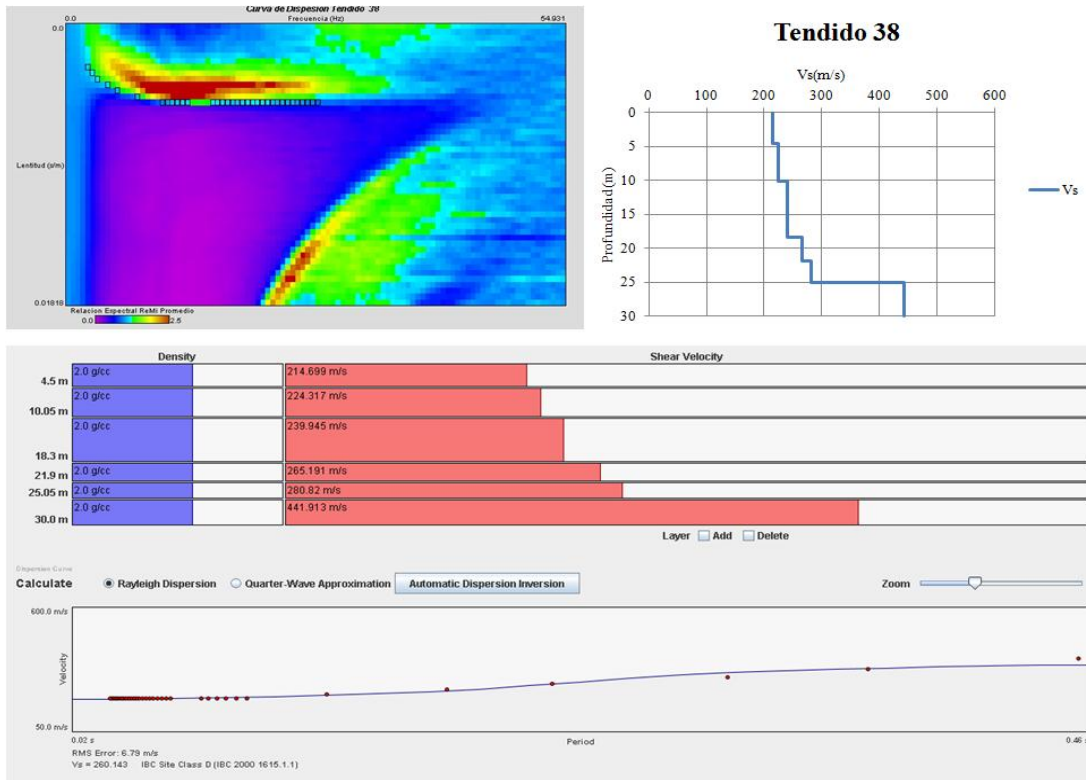 Curva de Dispesión Tendido 38
0.0 Frecuencia (Hz) 54.931
0.0
Lentitud (s/m)
0.01818
Relacion Espectral ReMi Promedio
0.0 2.5
Tendido 38
Vs(m/s)
0 100 200 300 400 500 600
0
5
10
15
20
25
30
Profundidad(m)
Vs
Density Shear Velocity
4.5 m 2.0 g/cc 214.699 m/s
10.05 m 2.0 g/cc 224.317 m/s
18.3 m 2.0 g/cc 239.945 m/s
21.9 m 2.0 g/cc 265.191 m/s
25.05 m 2.0 g/cc 280.82 m/s
30.0 m 2.0 g/cc 441.913 m/s
Layer Add Delete
Dispersion Curve
Calculate Rayleigh Dispersion Quarter-Wave Approximation Automatic Dispersion Inversion Zoom
600.0 m/s
Velocity
50.0 m/s
0.02 s Period 0.46 s
RMS Error: 6.79 m/s
Vs = 260.143 IBC Site Class D (IBC 2000 1615.1.1)